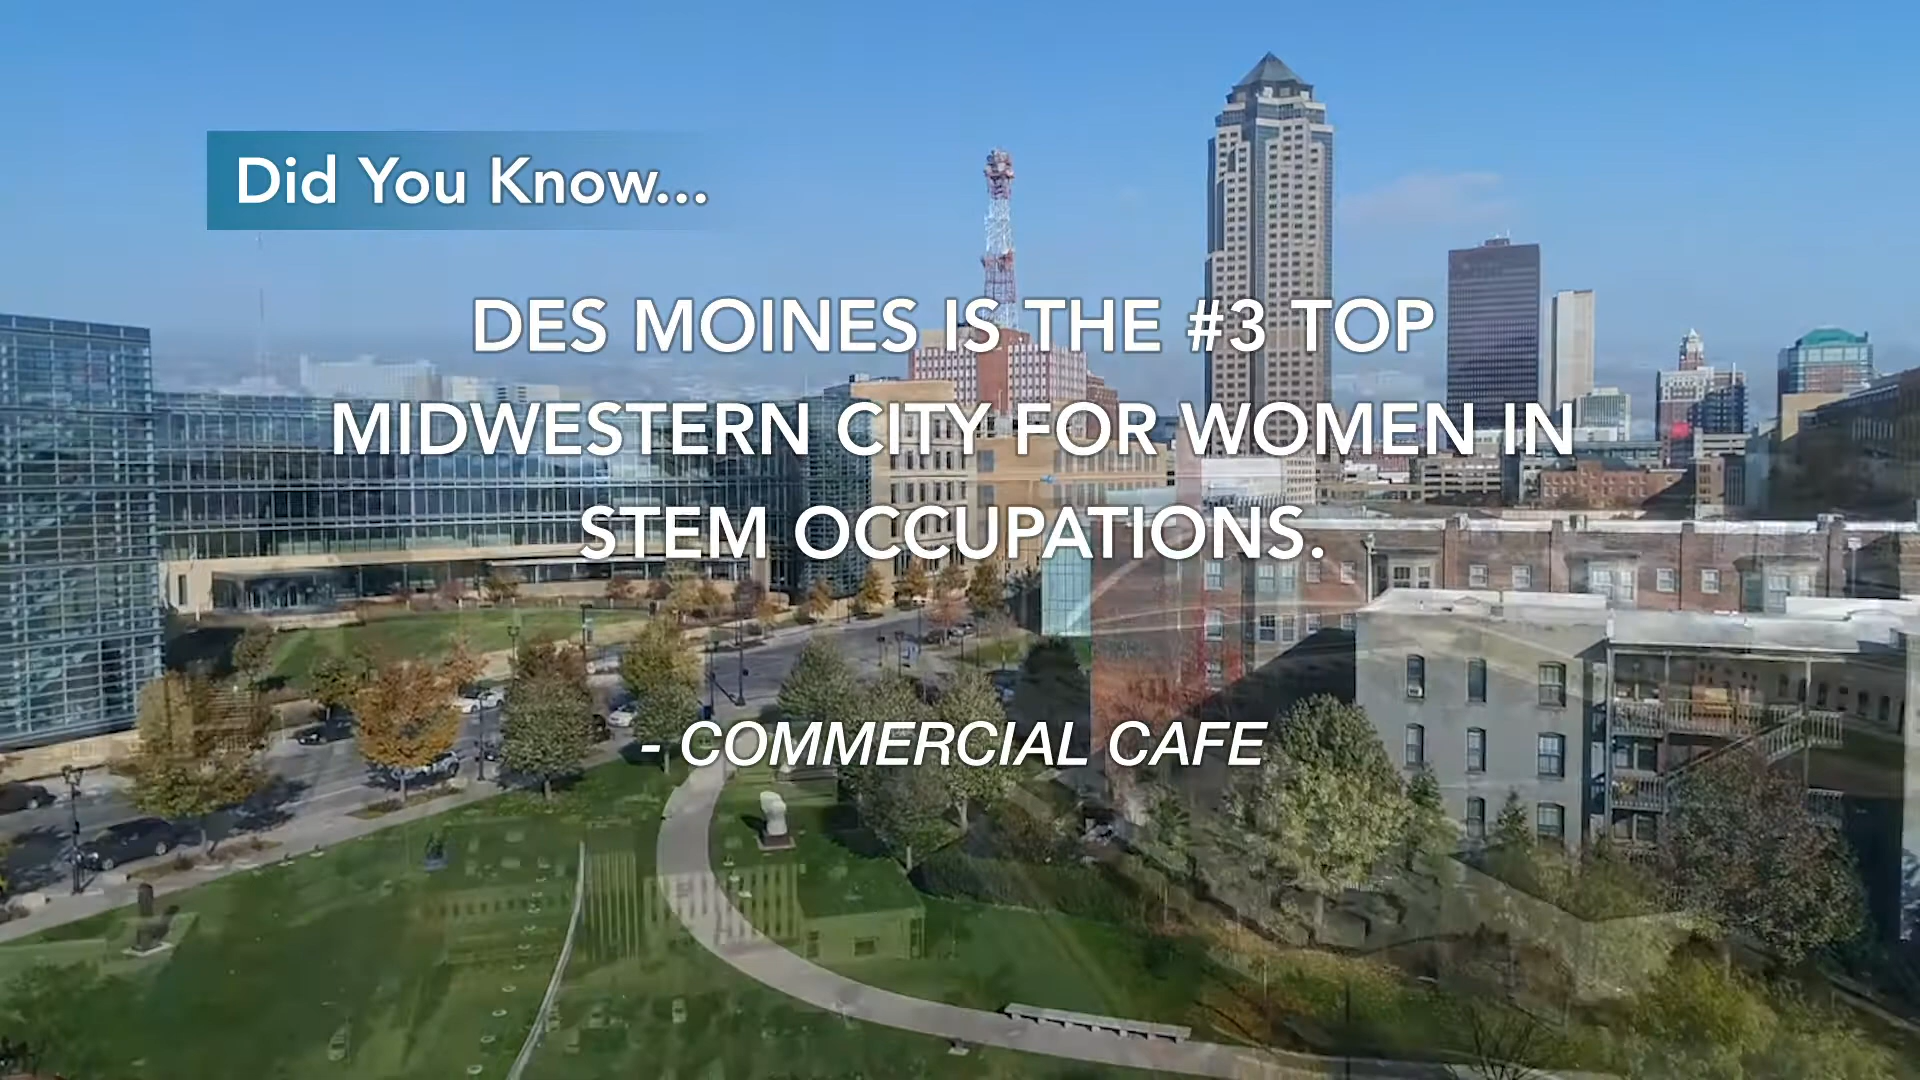 Did You Know...
DES MOINES IS THE #3 TOP
MIDWESTERN CITY FOR WOMEN IN
STEM OCCUPATIONS.
- COMMERCIAL CAFE